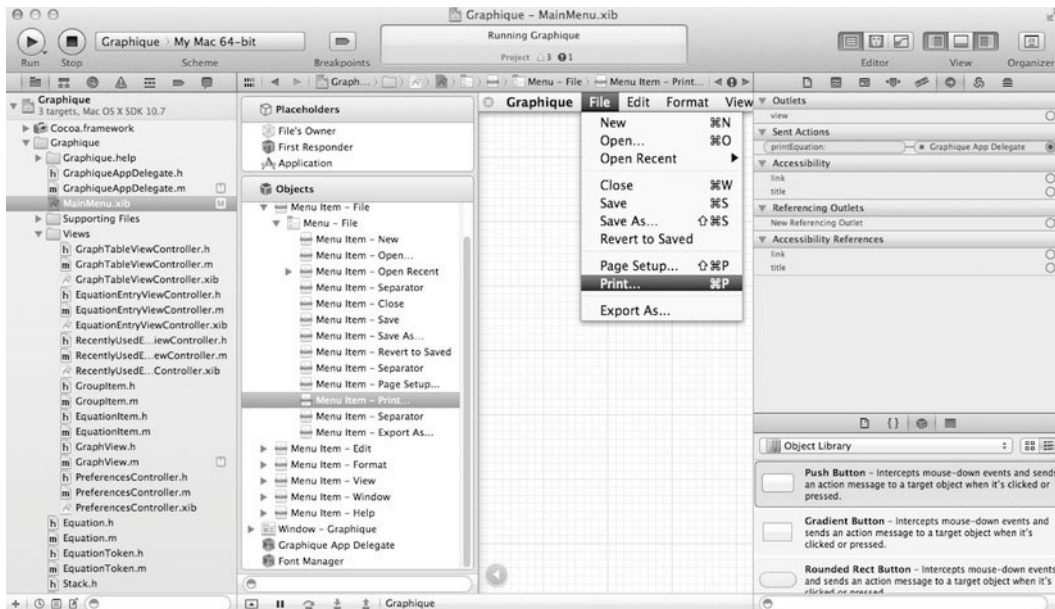 Graphique – MainMenu.xib
Run
Stop
Graphique
My Mac 64-bit
Scheme
Breakpoints
Running Graphique
Project 3 1
Editor
View
Organizer
Graph...
Menu – File
Menu Item – Print...
Graphique
3 targets, Mac OS X SDK 10.7
Cocoa.framework
Graphique
Graphique.help
h GraphiqueAppDelegate.h
m GraphiqueAppDelegate.m M
MainMenu.xib M
Supporting Files
Views
h GraphTableViewController.h
m GraphTableViewController.m
GraphTableViewController.xib
h EquationEntryViewController.h
m EquationEntryViewController.m
EquationEntryViewController.xib
h RecentlyUsedE...iewController.h
m RecentlyUsedE...ewController.m
RecentlyUsedE...Controller.xib
h GroupItem.h
m GroupItem.m
h EquationItem.h
m EquationItem.m
h GraphView.h
m GraphView.m M
h PreferencesController.h
m PreferencesController.m
PreferencesController.xib
h Equation.h
m Equation.m
h EquationToken.h
m EquationToken.m
h Stack.h
Placeholders
File's Owner
First Responder
Application
Objects
Menu Item – File
Menu – File
Menu Item – New
Menu Item – Open...
Menu Item – Open Recent
Menu Item – Separator
Menu Item – Close
Menu Item – Save
Menu Item – Save As...
Menu Item – Revert to Saved
Menu Item – Separator
Menu Item – Page Setup...
Menu Item – Print...
Menu Item – Separator
Menu Item – Export As...
Menu Item – Edit
Menu Item – Format
Menu Item – View
Menu Item – Window
Menu Item – Help
Window – Graphique
Graphique App Delegate
Font Manager
Graphique File Edit Format View
New ⌘N
Open... ⌘O
Open Recent
Close ⌘W
Save ⌘S
Save As... ⇧⌘S
Revert to Saved
Page Setup... ⇧⌘P
Print... ⌘P
Export As...
Graphique
Outlets
view
Sent Actions
printEquation: Graphique App Delegate
Accessibility
link
title
Referencing Outlets
New Referencing Outlet
Accessibility References
link
title
Object Library
Push Button – Intercepts mouse-down events and sends
an action message to a target object when it's clicked or
pressed.
Gradient Button – Intercepts mouse-down events and
sends an action message to a target object when it's
clicked or pressed.
Rounded Rect Button – Intercepts mouse-down events
and sends an action message to a target object when it's
clicked or pressed